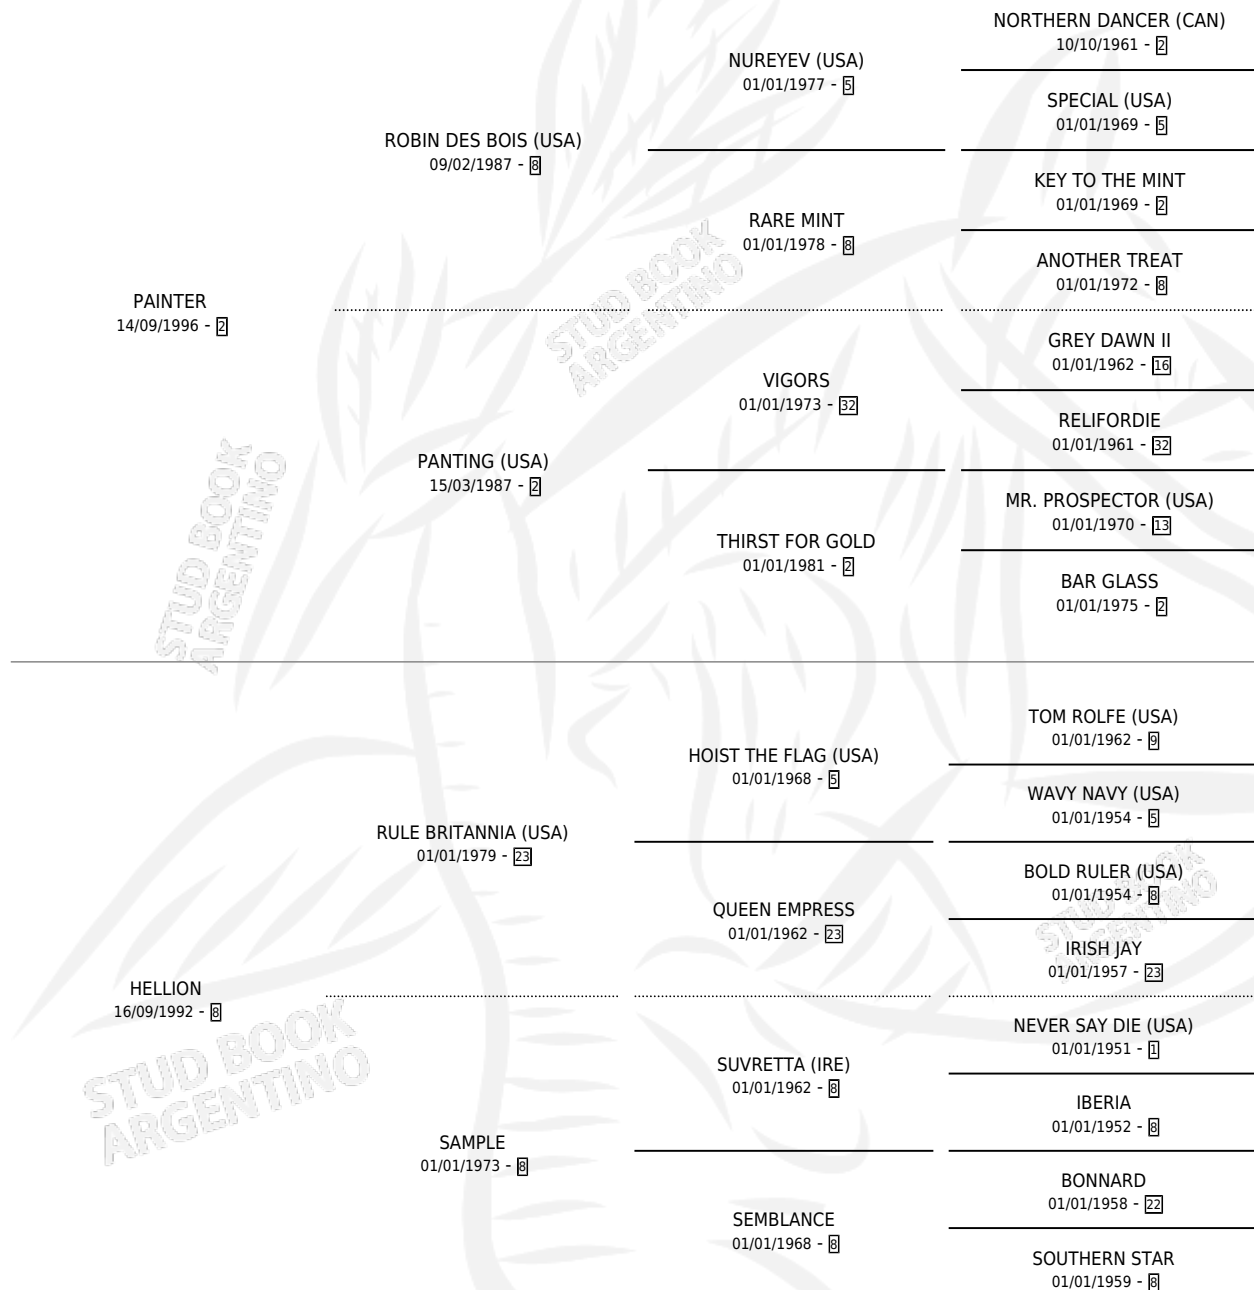 NORTHERN DANCER (CAN)
10/10/1961 - 2
NUREYEV (USA)
01/01/1977 - 5
SPECIAL (USA)
01/01/1969 - 5
ROBIN DES BOIS (USA)
09/02/1987 - 8
KEY TO THE MINT
01/01/1969 - 2
RARE MINT
01/01/1978 - 8
ANOTHER TREAT
01/01/1972 - 8
PAINTER
14/09/1996 - 2
GREY DAWN II
01/01/1962 - 16
VIGORS
01/01/1973 - 32
RELIFORDIE
01/01/1961 - 32
PANTING (USA)
15/03/1987 - 2
MR. PROSPECTOR (USA)
01/01/1970 - 13
THIRST FOR GOLD
01/01/1981 - 2
BAR GLASS
01/01/1975 - 2
TOM ROLFE (USA)
01/01/1962 - 9
HOIST THE FLAG (USA)
01/01/1968 - 5
WAVY NAVY (USA)
01/01/1954 - 5
RULE BRITANNIA (USA)
01/01/1979 - 23
BOLD RULER (USA)
01/01/1954 - 8
QUEEN EMPRESS
01/01/1962 - 23
IRISH JAY
01/01/1957 - 23
HELLION
16/09/1992 - 8
NEVER SAY DIE (USA)
01/01/1951 - 1
SUVRETTA (IRE)
01/01/1962 - 8
IBERIA
01/01/1952 - 8
SAMPLE
01/01/1973 - 8
BONNARD
01/01/1958 - 22
SEMBLANCE
01/01/1968 - 8
SOUTHERN STAR
01/01/1959 - 8
STUD BOOK
ARGENTINO
STUD BOOK
ARGENTINO
STUD BOOK
ARGENTINO
STUD BOOK
ARGENTINO